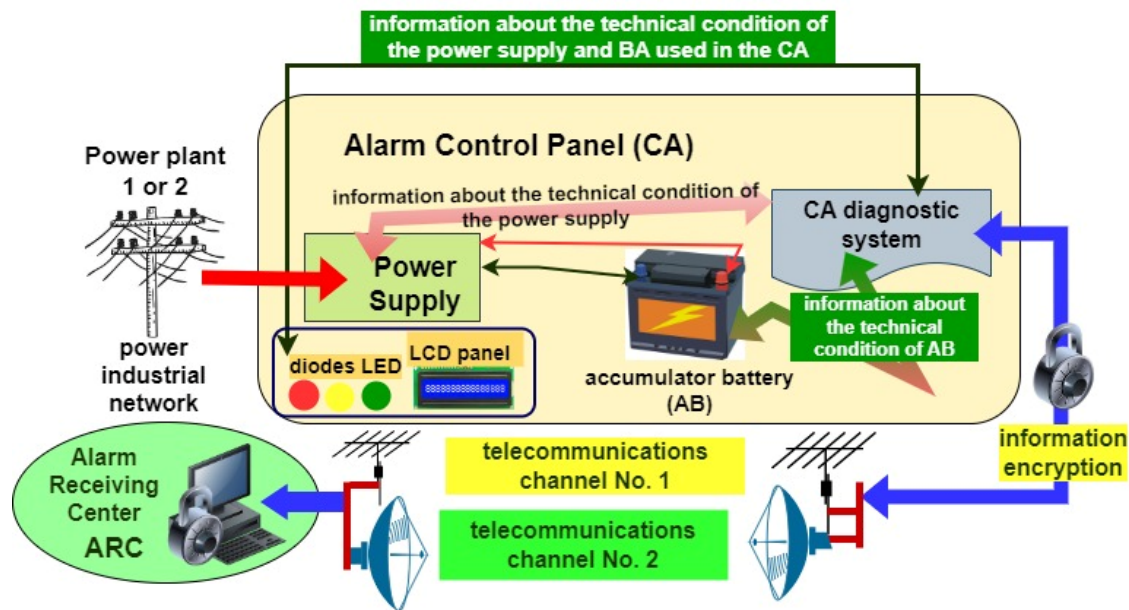 information about the technical condition of
the power supply and BA used in the CA
Alarm Control Panel (CA)
Power plant
1 or 2
information about the technical condition of
the power supply
CA diagnostic
system
Power
Supply
information about
the technical
condition of AB
power
industrial
network
diodes LED
LCD panel
accumulator battery
(AB)
information
encryption
Alarm
Receiving
Center
ARC
telecommunications
channel No. 1
telecommunications
channel No. 2